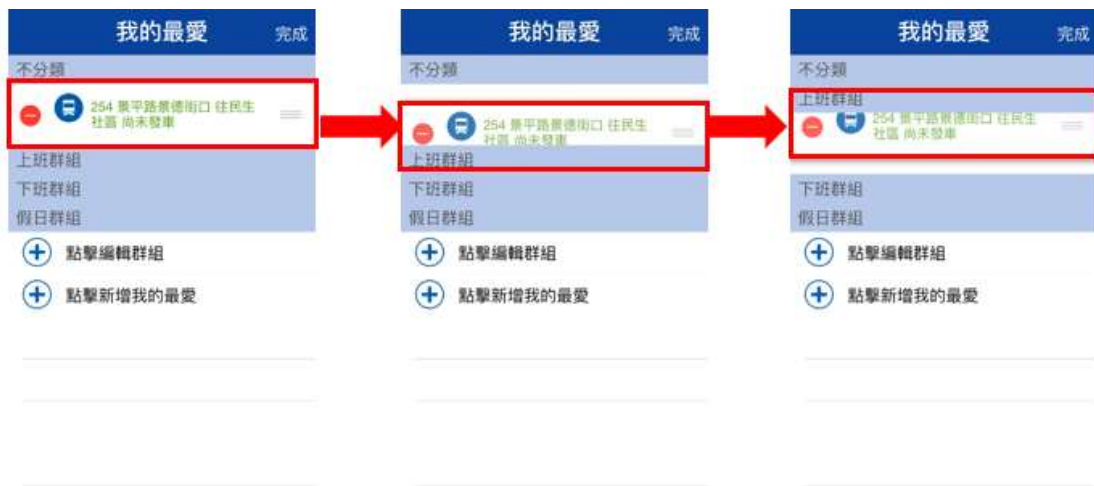 我的最愛 完成
不分類
254 景平路景德街口 往民生
社區 尚未發車
上班群組
下班群組
假日群組
點擊編輯群組
點擊新增我的最愛
我的最愛 完成
不分類
254 景平路景德街口 往民生
社區 尚未發車
上班群組
下班群組
假日群組
點擊編輯群組
點擊新增我的最愛
我的最愛 完成
不分類
上班群組
254 景平路景德街口 往民生
社區 尚未發車
下班群組
假日群組
點擊編輯群組
點擊新增我的最愛